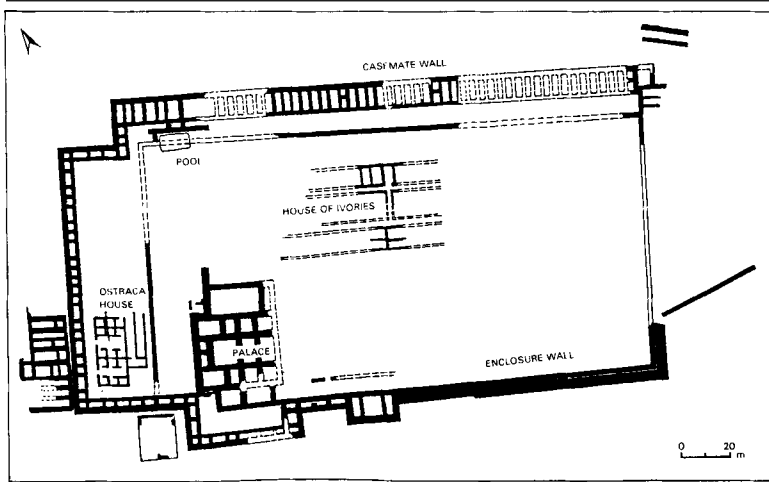 CASEMATE WALL
POOL
HOUSE OF IVORIES
OSTRACA
HOUSE
PALACE
ENCLOSURE WALL
0 20
m